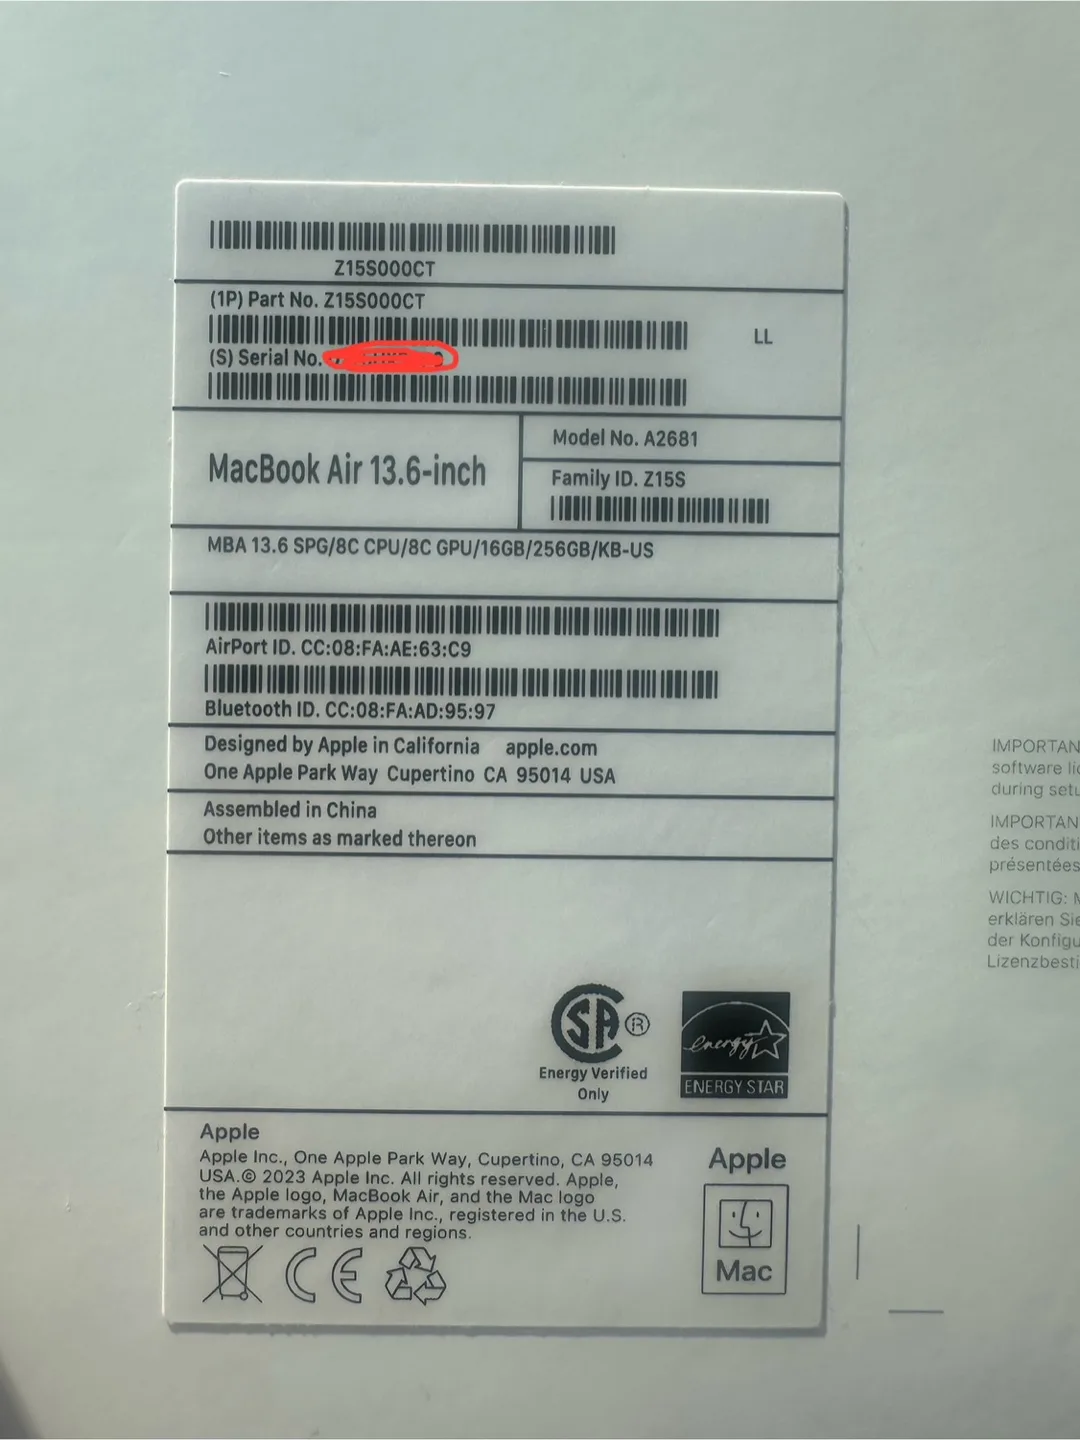 Z15S000CT
(1P) Part No. Z15S000CT
LL
(S) Serial No.
MacBook Air 13.6-inch
Model No. A2681
Family ID. Z15S
MBA 13.6 SPG/8C CPU/8C GPU/16GB/256GB/KB-US
AirPort ID. CC:08:FA:AE:63:C9
Bluetooth ID. CC:08:FA:AD:95:97
Designed by Apple in California apple.com
One Apple Park Way Cupertino CA 95014 USA
Assembled in China
Other items as marked thereon
SA ®
Energy Verified
Only
energy
ENERGY STAR
Apple
Apple Inc., One Apple Park Way, Cupertino, CA 95014
USA.© 2023 Apple Inc. All rights reserved. Apple,
the Apple logo, MacBook Air, and the Mac logo
are trademarks of Apple Inc., registered in the U.S.
and other countries and regions.
CE
Apple
Mac
IMPORTAN
software lic
during setu
IMPORTAN
des conditi
présentées
WICHTIG: M
erklären Sie
der Konfigu
Lizenzbesti